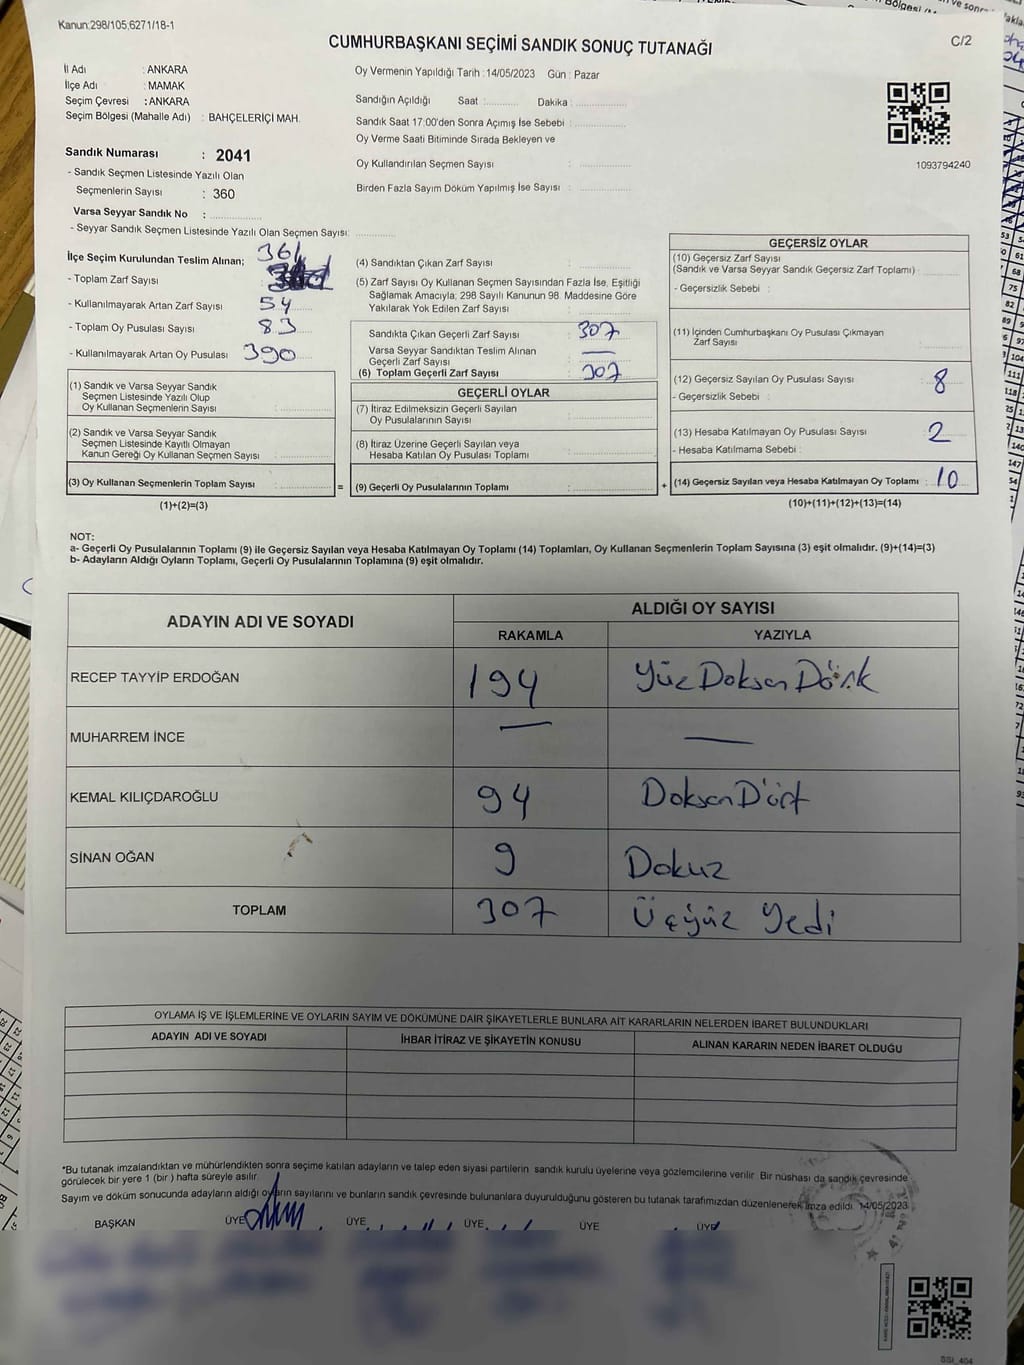 Kanun:298/105,6271/18-1
CUMHURBAŞKANI SEÇİMİ SANDIK SONUÇ TUTANAĞI
C/2
İl Adı : ANKARA
İlçe Adı : MAMAK
Seçim Çevresi : ANKARA
Seçim Bölgesi (Mahalle Adı) : BAHÇELERİÇİ MAH.
Sandık Numarası : 2041
- Sandık Seçmen Listesinde Yazılı Olan
Seçmenlerin Sayısı : 360
Varsa Seyyar Sandık No :
- Seyyar Sandık Seçmen Listesinde Yazılı Olan Seçmen Sayısı:
Oy Vermenin Yapıldığı Tarih :14/05/2023 Gün : Pazar
Sandığın Açıldığı Saat : Dakika :
Sandık Saat 17:00'den Sonra Açımış İse Sebebi :
Oy Verme Saati Bitiminde Sırada Bekleyen ve
Oy Kullandırılan Seçmen Sayısı :
Birden Fazla Sayım Döküm Yapılmış İse Sayısı :
1093794240
İlçe Seçim Kurulundan Teslim Alınan;
361
- Toplam Zarf Sayısı :
- Kullanılmayarak Artan Zarf Sayısı 54
- Toplam Oy Pusulası Sayısı 83
- Kullanılmayarak Artan Oy Pusulası 390
(1) Sandık ve Varsa Seyyar Sandık
Seçmen Listesinde Yazılı Olup
Oy Kullanan Seçmenlerin Sayısı :
(2) Sandık ve Varsa Seyyar Sandık
Seçmen Listesinde Kayıtlı Olmayan
Kanun Gereği Oy Kullanan Seçmen Sayısı :
(3) Oy Kullanan Seçmenlerin Toplam Sayısı :
(1)+(2)=(3)
=
(4) Sandıktan Çıkan Zarf Sayısı :
(5) Zarf Sayısı Oy Kullanan Seçmen Sayısından Fazla İse, Eşitliği
Sağlamak Amacıyla; 298 Sayılı Kanunun 98. Maddesine Göre
Yakılarak Yok Edilen Zarf Sayısı :
Sandıkta Çıkan Geçerli Zarf Sayısı : 307
Varsa Seyyar Sandıktan Teslim Alınan
Geçerli Zarf Sayısı : —
(6) Toplam Geçerli Zarf Sayısı : 307
GEÇERLİ OYLAR
(7) İtiraz Edilmeksizin Geçerli Sayılan
Oy Pusulalarının Sayısı :
(8) İtiraz Üzerine Geçerli Sayılan veya
Hesaba Katılan Oy Pusulası Toplamı :
(9) Geçerli Oy Pusulalarının Toplamı :
+
GEÇERSİZ OYLAR
(10) Geçersiz Zarf Sayısı
(Sandık ve Varsa Seyyar Sandık Geçersiz Zarf Toplamı) :
- Geçersizlik Sebebi :
(11) İçinden Cumhurbaşkanı Oy Pusulası Çıkmayan
Zarf Sayısı :
(12) Geçersiz Sayılan Oy Pusulası Sayısı : 8
- Geçersizlik Sebebi :
(13) Hesaba Katılmayan Oy Pusulası Sayısı : 2
- Hesaba Katılmama Sebebi :
(14) Geçersiz Sayılan veya Hesaba Katılmayan Oy Toplamı : 10
(10)+(11)+(12)+(13)=(14)
NOT:
a- Geçerli Oy Pusulalarının Toplamı (9) ile Geçersiz Sayılan veya Hesaba Katılmayan Oy Toplamı (14) Toplamları, Oy Kullanan Seçmenlerin Toplam Sayısına (3) eşit olmalıdır. (9)+(14)=(3)
b- Adayların Aldığı Oyların Toplamı, Geçerli Oy Pusulalarının Toplamına (9) eşit olmalıdır.
ADAYIN ADI VE SOYADI
ALDIĞI OY SAYISI
RAKAMLA YAZIYLA
RECEP TAYYİP ERDOĞAN 194 YüzDoksan
MUHARREM İNCE — —
KEMAL KILIÇDAROĞLU 94 DoksanDört
SİNAN OĞAN 9 Dokuz
TOPLAM 307 Üçyüz Yedi
OYLAMA İŞ VE İŞLEMLERİNE VE OYLARIN SAYIM VE DÖKÜMÜNE DAİR ŞİKAYETLERLE BUNLARA AİT KARARLARIN NELERDEN İBARET BULUNDUKLARI
ADAYIN ADI VE SOYADI İHBAR İTİRAZ VE ŞİKAYETİN KONUSU ALINAN KARARIN NEDEN İBARET OLDUĞU
*Bu tutanak imzalandıktan ve mühürlendikten sonra seçime katılan adayların ve talep eden siyasi partilerin sandık kurulu üyelerine veya gözlemcilerine verilir. Bir nüshası da sandık çevresinde
görülecek bir yere 1 (bir ) hafta süreyle asılır.
Sayım ve döküm sonucunda adayların aldığı oyların sayılarını ve bunların sandık çevresinde bulunanlara duyurulduğunu gösteren bu tutanak tarafımızdan düzenlenerek imza edildi. 14/05/2023
BAŞKAN ÜYE ÜYE ÜYE ÜYE ÜYE